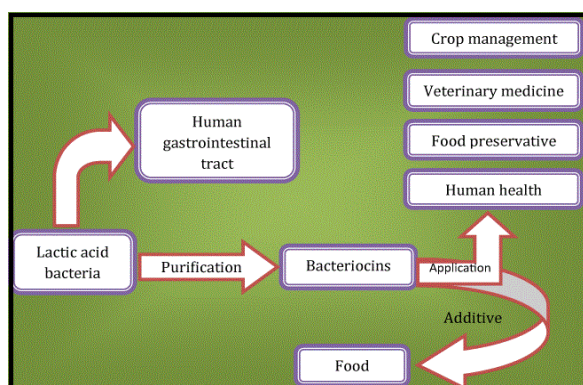 Crop management
Veterinary medicine
Food preservative
Human health
Human
gastrointestinal
tract
Lactic acid
bacteria
Purification
Bacteriocins
Application
Additive
Food